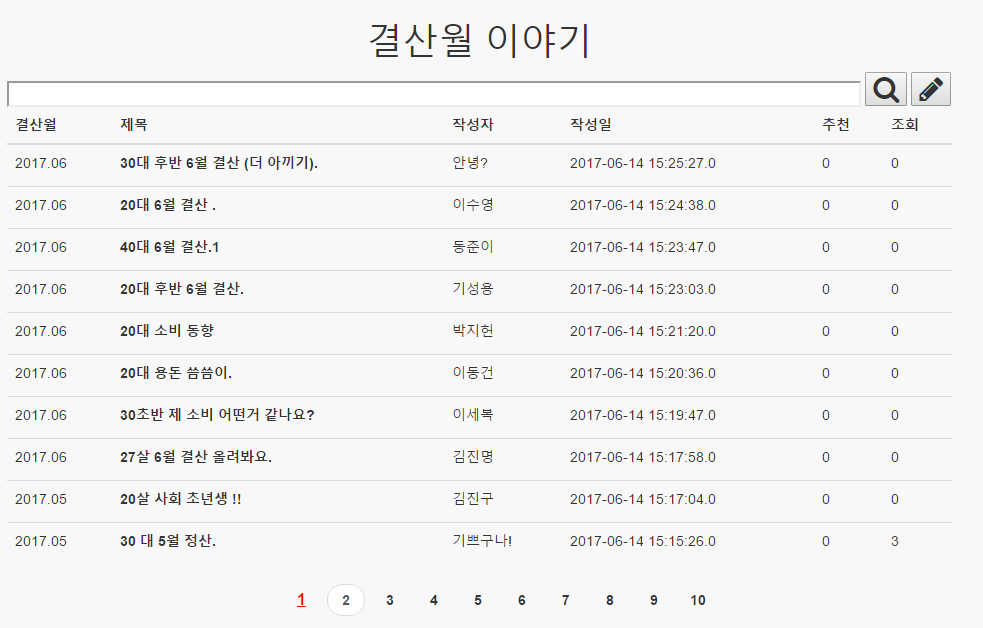 결산월 이야기
결산월 제목 작성자 작성일 추천 조회
2017.06 30대 후반 6월 결산 (더 아끼기). 안녕? 2017-06-14 15:25:27.0 0 0
2017.06 20대 6월 결산 . 이수영 2017-06-14 15:24:38.0 0 0
2017.06 40대 6월 결산.1 동준이 2017-06-14 15:23:47.0 0 0
2017.06 20대 후반 6월 결산. 기성용 2017-06-14 15:23:03.0 0 0
2017.06 20대 소비 동향 박지헌 2017-06-14 15:21:20.0 0 0
2017.06 20대 용돈 씀씀이. 이동건 2017-06-14 15:20:36.0 0 0
2017.06 30초반 제 소비 어떤거 같나요? 이세복 2017-06-14 15:19:47.0 0 0
2017.06 27살 6월 결산 올려봐요. 김진명 2017-06-14 15:17:58.0 0 0
2017.05 20살 사회 초년생 !! 김진구 2017-06-14 15:17:04.0 0 0
2017.05 30 대 5월 정산. 기쁘구나! 2017-06-14 15:15:26.0 0 3
1 2 3 4 5 6 7 8 9 10